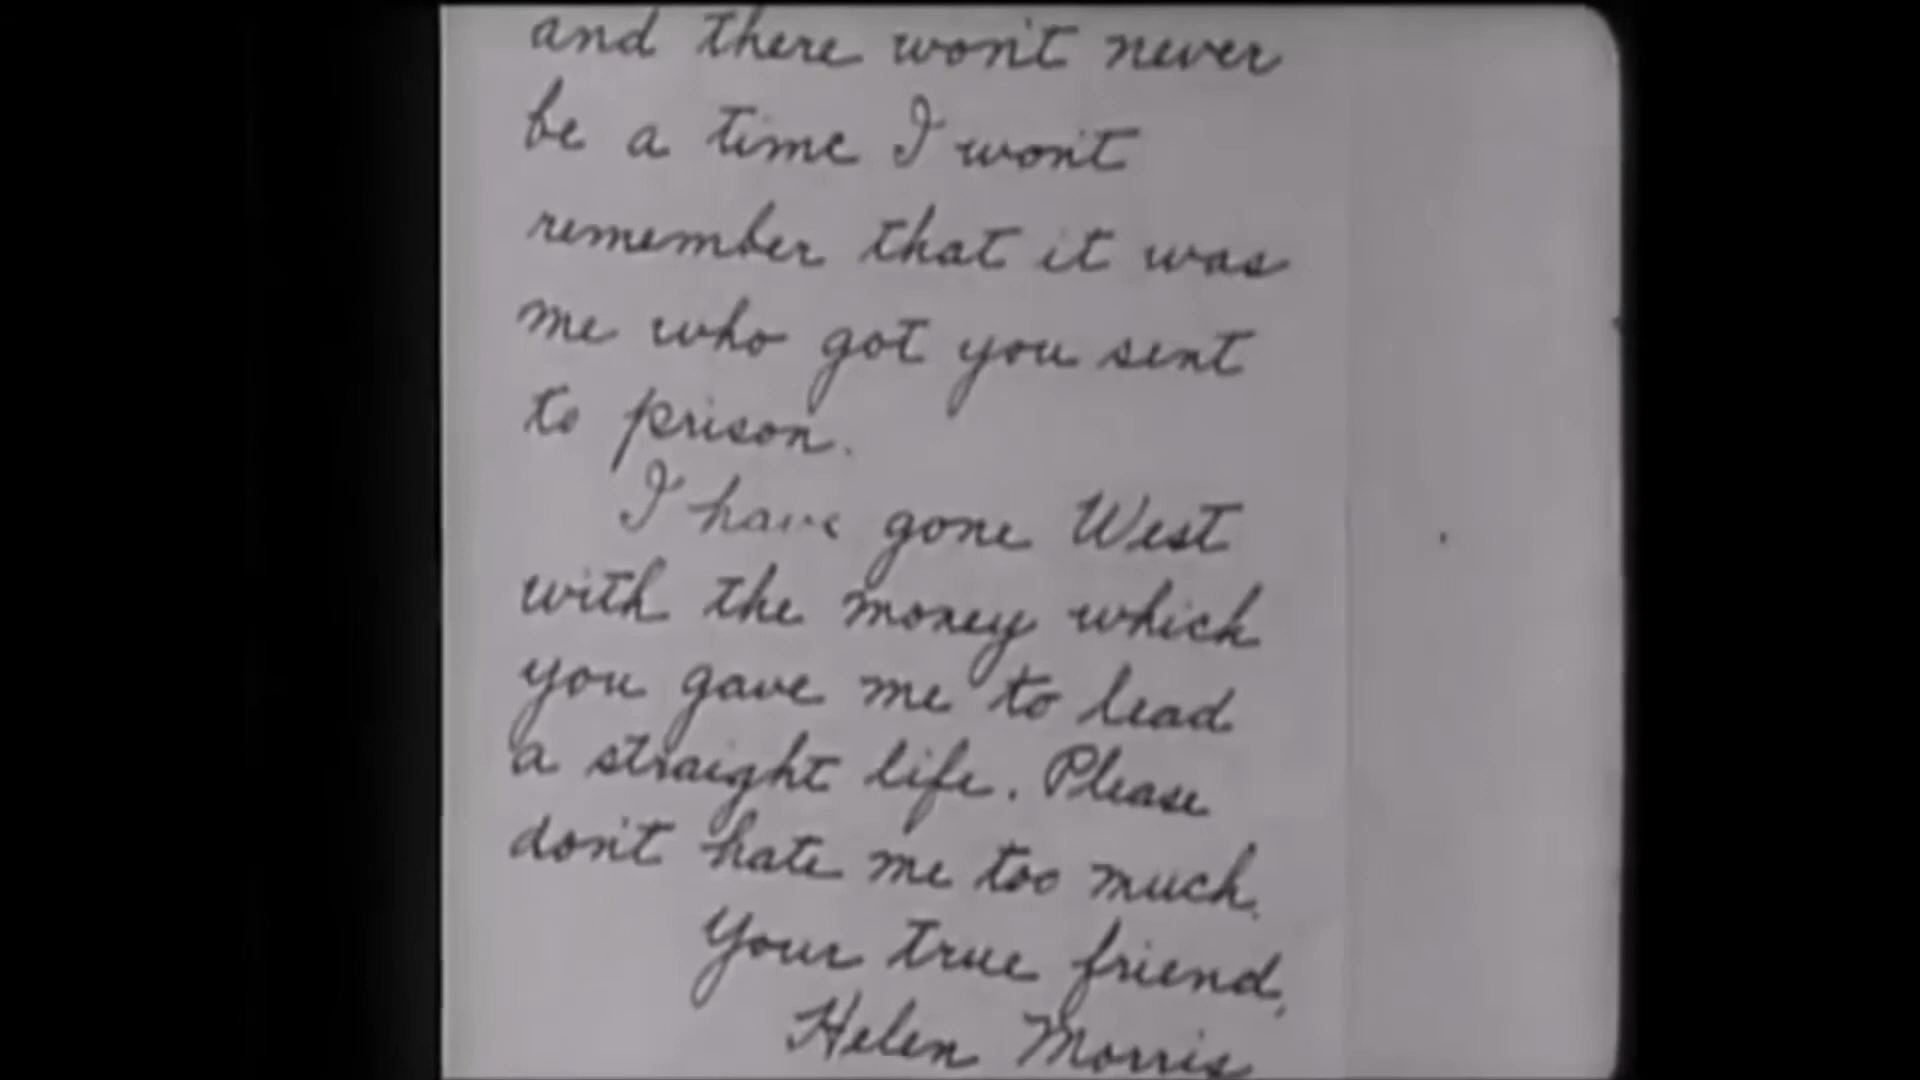 and there won't never
be a time I won't
remember that it was
me who got you sent
to prison.
I have gone West
with the money which
you gave me to lead
a straight life. Please
don't hate me too much.
Your true friend,
Helen Morris